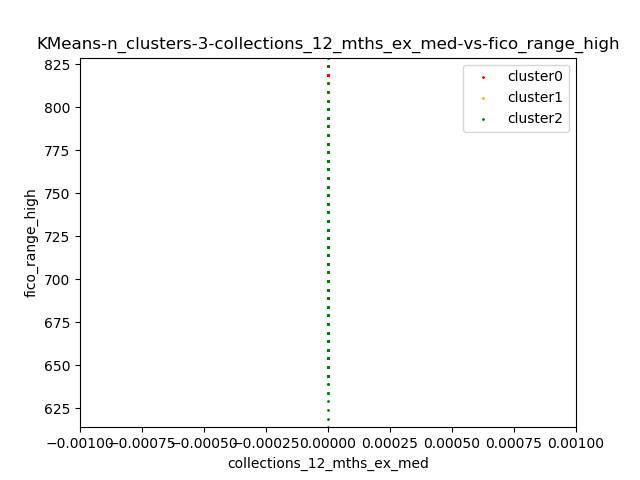 KMeans-n_clusters-3-collections_12_mths_ex_med-vs-fico_range_high
825
800
775
750
725
700
675
650
625
fico_range_high
cluster0
cluster1
cluster2
−0.00100 −0.00075 −0.00050 −0.00025 0.00000 0.00025 0.00050 0.00075 0.00100
collections_12_mths_ex_med